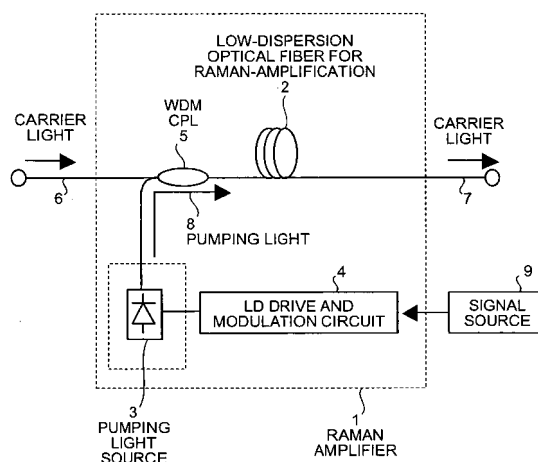 LOW-DISPERSION
OPTICAL FIBER FOR
RAMAN-AMPLIFICATION
2
WDM
CPL
5
CARRIER
LIGHT
6
CARRIER
LIGHT
7
8
PUMPING LIGHT
4
LD DRIVE AND
MODULATION CIRCUIT
9
SIGNAL
SOURCE
3
PUMPING
LIGHT
SOURCE
1
RAMAN
AMPLIFIER